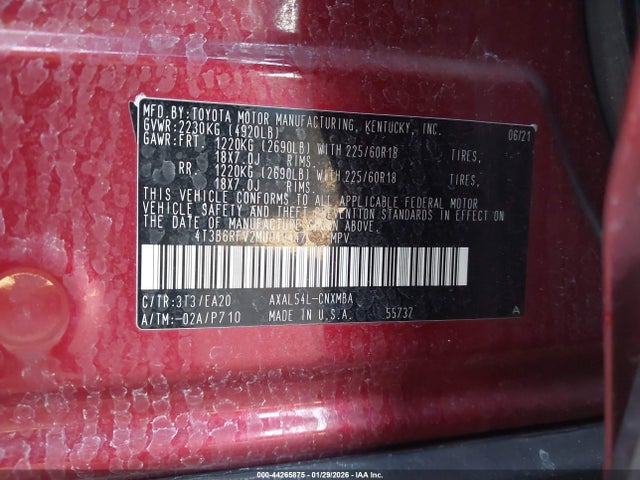 MFD.BY:TOYOTA MOTOR MANUFACTURING, KENTUCKY, INC. 06/21
GVWR:2230KG (4920LB)
GAWR:FRT. 1220KG (2690LB) WITH 225/60R18 TIRES,
18X7.0J RIMS.
RR. 1220KG (2690LB) WITH 225/60R18 TIRES,
18X7.0J RIMS.
THIS VEHICLE CONFORMS TO ALL APPLICABLE FEDERAL MOTOR
VEHICLE SAFETY AND THEFT PREVENTION STANDARDS IN EFFECT ON
THE DATE OF MANUFACTURE SHOWN ABOVE.
MPV
C/TR:3T3/EA20 AXAL54L-CNXMBA
A/TM:-02A/P710 MADE IN U.S.A. 55737 A
000-44265875 - 01/29/2026 - IAA Inc.